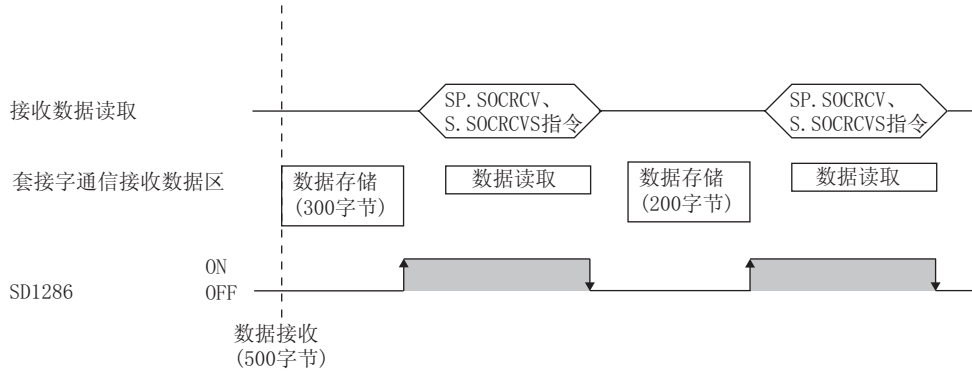 接收数据读取
SP.SOCRCV、
S.SOCRCVS指令
SP.SOCRCV、
S.SOCRCVS指令
套接字通信接收数据区
数据存储
(300字节)
数据读取
数据存储
(200字节)
数据读取
SD1286
ON
OFF
数据接收
(500字节)